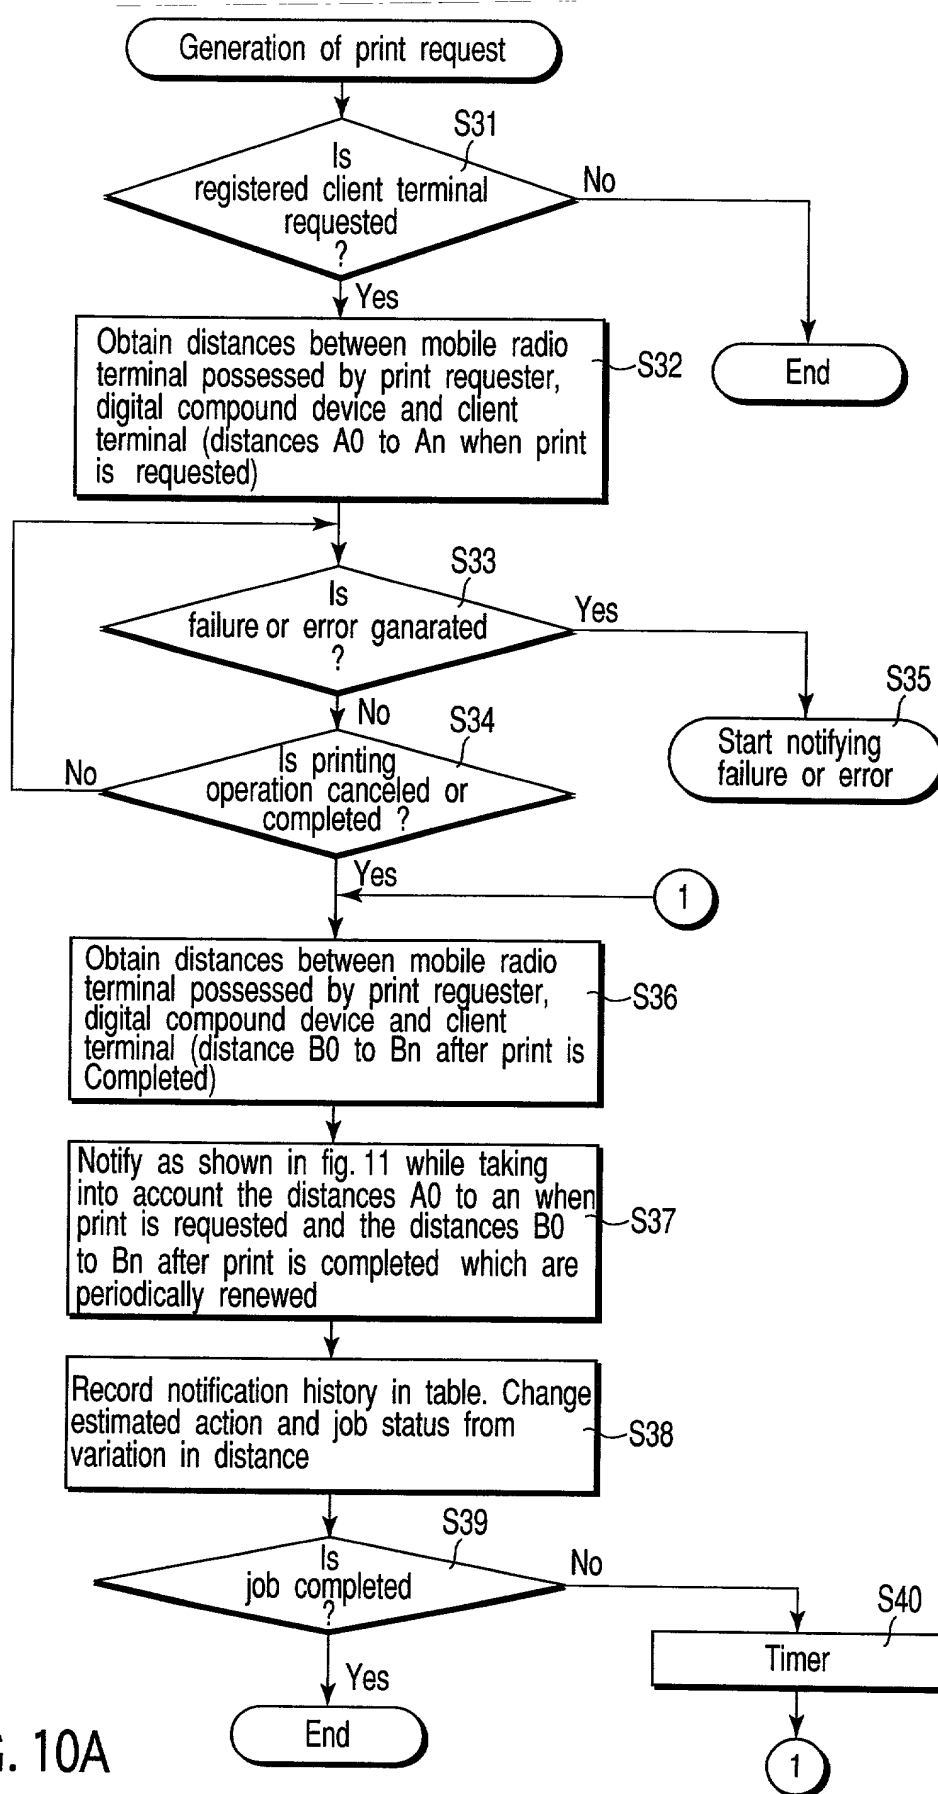 Generation of print request
S31
Is
registered client terminal
requested
?
No
Yes
End
Obtain distances between mobile radio
terminal possessed by print requester,
digital compound device and client
terminal (distances A0 to An when print
is requested)
S32
S33
Is
failure or error ganarated
?
Yes
No
S35
Start notifying
failure or error
S34
Is printing
operation canceled or
completed ?
No
Yes
1
Obtain distances between mobile radio
terminal possessed by print requester,
digital compound device and client
terminal (distance B0 to Bn after print is
Completed)
S36
Notify as shown in fig. 11 while taking
into account the distances A0 to an when
print is requested and the distances B0
to Bn after print is completed which are
periodically renewed
S37
Record notification history in table. Change
estimated action and job status from
variation in distance
S38
S39
Is
job completed
?
No
Yes
S40
Timer
End
1
10A